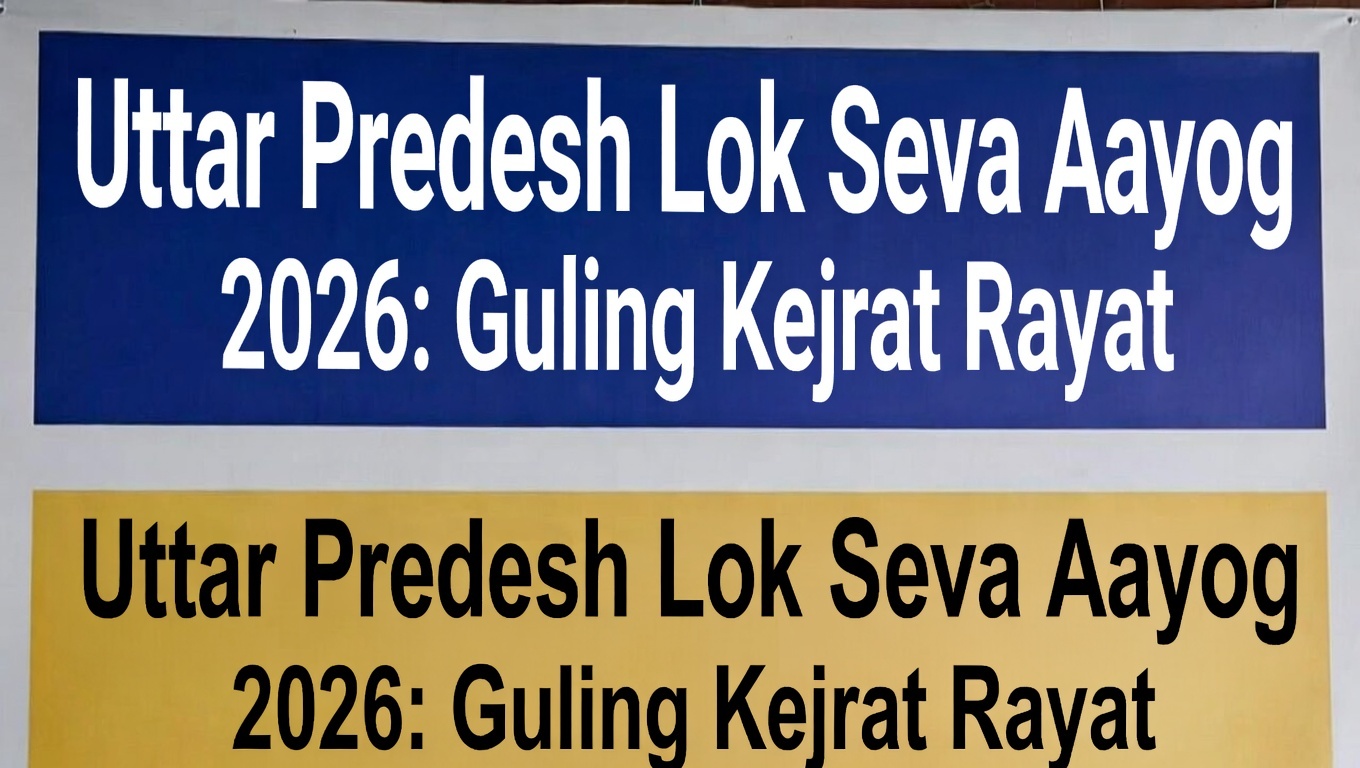 Uttar Predesh Lok Seva Aayog
2026: Guling Kejrat Rayat
Uttar Predesh Lok Seva Aayog
2026: Guling Kejrat Rayat